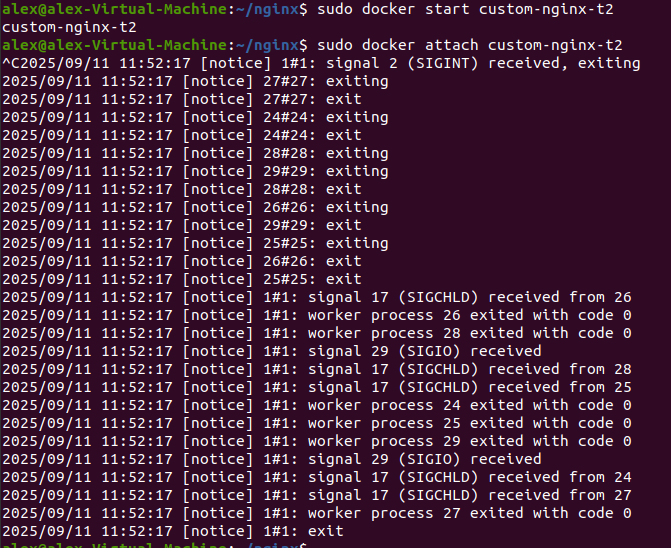 alex@alex-Virtual-Machine:~/nginx$ sudo docker start custom-nginx-t2
custom-nginx-t2
alex@alex-Virtual-Machine:~/nginx$ sudo docker attach custom-nginx-t2
^C2025/09/11 11:52:17 [notice] 1#1: signal 2 (SIGINT) received, exiting
2025/09/11 11:52:17 [notice] 27#27: exiting
2025/09/11 11:52:17 [notice] 27#27: exit
2025/09/11 11:52:17 [notice] 24#24: exiting
2025/09/11 11:52:17 [notice] 24#24: exit
2025/09/11 11:52:17 [notice] 28#28: exiting
2025/09/11 11:52:17 [notice] 29#29: exiting
2025/09/11 11:52:17 [notice] 28#28: exit
2025/09/11 11:52:17 [notice] 26#26: exiting
2025/09/11 11:52:17 [notice] 29#29: exit
2025/09/11 11:52:17 [notice] 25#25: exiting
2025/09/11 11:52:17 [notice] 26#26: exit
2025/09/11 11:52:17 [notice] 25#25: exit
2025/09/11 11:52:17 [notice] 1#1: signal 17 (SIGCHLD) received from 26
2025/09/11 11:52:17 [notice] 1#1: worker process 26 exited with code 0
2025/09/11 11:52:17 [notice] 1#1: worker process 28 exited with code 0
2025/09/11 11:52:17 [notice] 1#1: signal 29 (SIGIO) received
2025/09/11 11:52:17 [notice] 1#1: signal 17 (SIGCHLD) received from 28
2025/09/11 11:52:17 [notice] 1#1: signal 17 (SIGCHLD) received from 25
2025/09/11 11:52:17 [notice] 1#1: worker process 24 exited with code 0
2025/09/11 11:52:17 [notice] 1#1: worker process 25 exited with code 0
2025/09/11 11:52:17 [notice] 1#1: worker process 29 exited with code 0
2025/09/11 11:52:17 [notice] 1#1: signal 29 (SIGIO) received
2025/09/11 11:52:17 [notice] 1#1: signal 17 (SIGCHLD) received from 24
2025/09/11 11:52:17 [notice] 1#1: signal 17 (SIGCHLD) received from 27
2025/09/11 11:52:17 [notice] 1#1: worker process 27 exited with code 0
2025/09/11 11:52:17 [notice] 1#1: exit
alex@alex-Virtual-Machine:~/nginx$